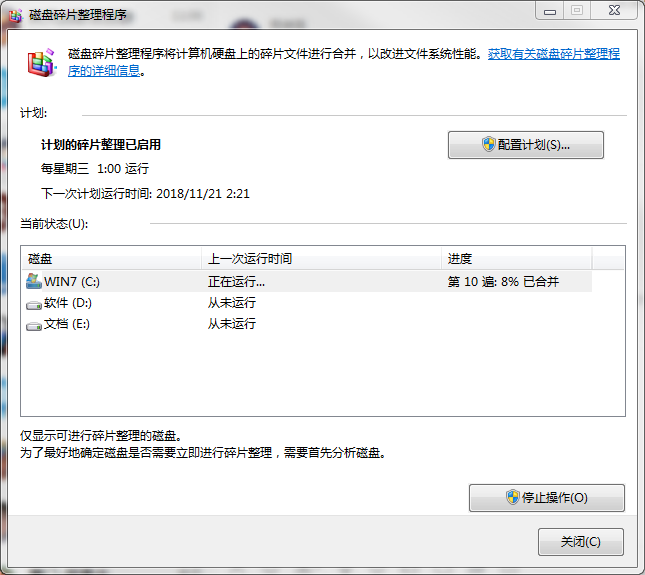 磁盘碎片整理程序
磁盘碎片整理程序将计算机硬盘上的碎片文件进行合并，以改进文件系统性能。获取有关磁盘碎片整理程
序的详细信息。
计划:
计划的碎片整理已启用
配置计划(S)...
每星期三 1:00 运行
下一次计划运行时间: 2018/11/21 2:21
当前状态(U):
磁盘 上一次运行时间 进度
WIN7 (C:) 正在运行... 第 10 遍: 8% 已合并
软件 (D:) 从未运行
文档 (E:) 从未运行
仅显示可进行碎片整理的磁盘。
为了最好地确定磁盘是否需要立即进行碎片整理，需要首先分析磁盘。
停止操作(O)
关闭(C)